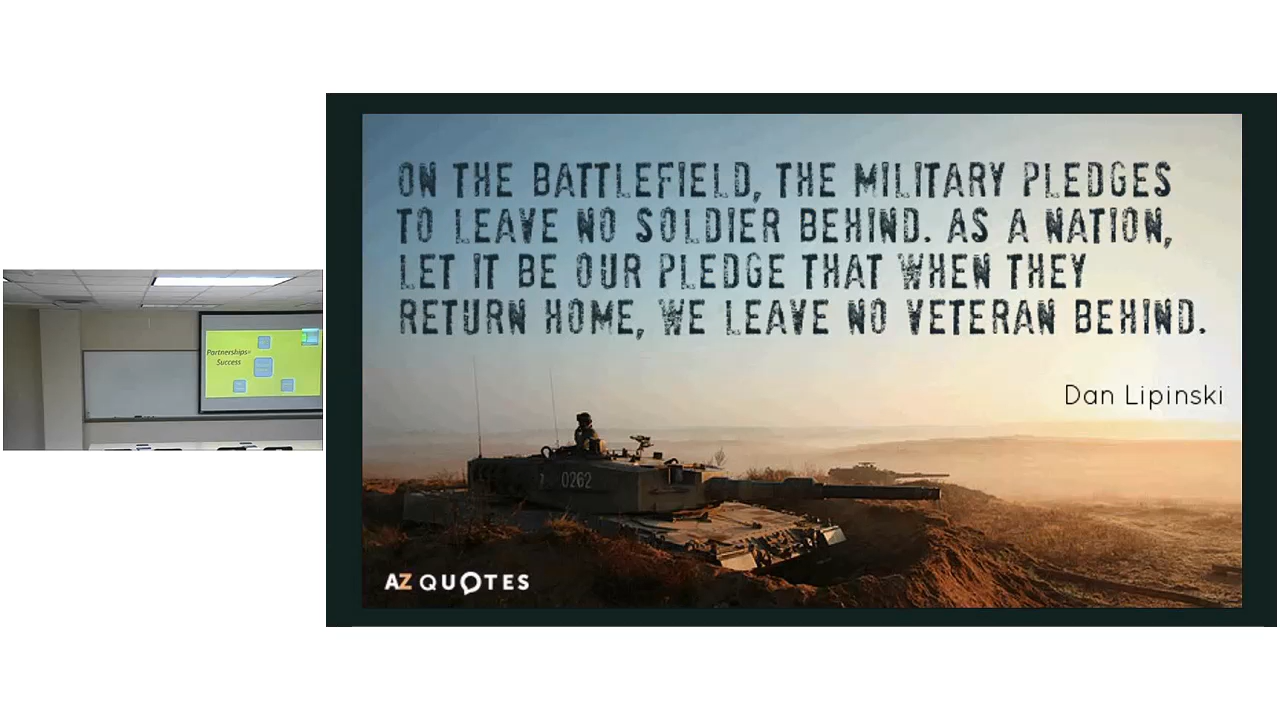 ON THE BATTLEFIELD, THE MILITARY PLEDGES
TO LEAVE NO SOLDIER BEHIND. AS A NATION,
LET IT BE OUR PLEDGE THAT WHEN THEY
RETURN HOME, WE LEAVE NO VETERAN BEHIND.
Dan Lipinski
0262
AZ QUOTES
Partnerships=
Success